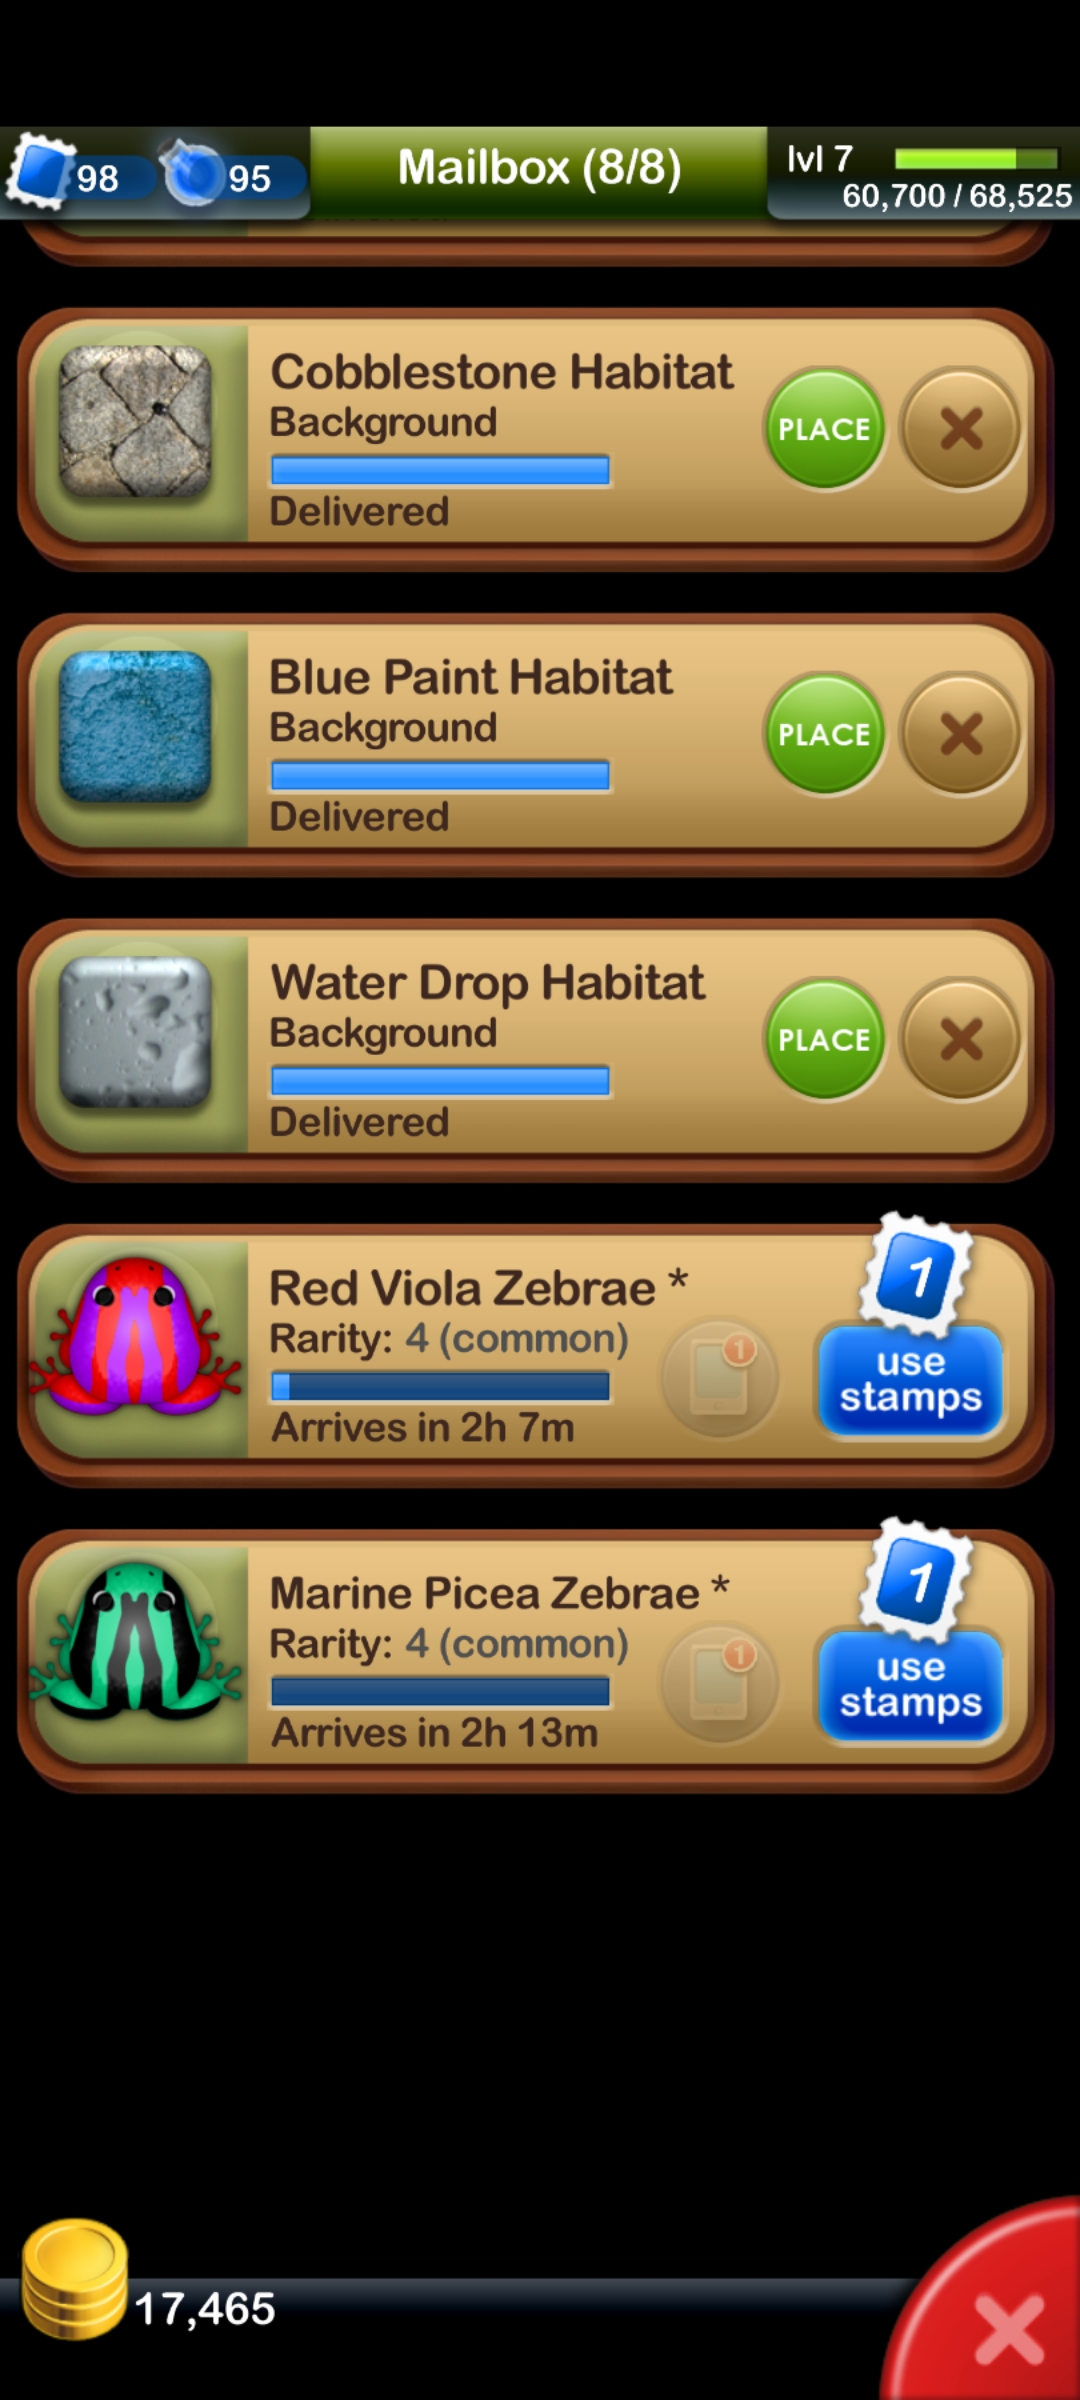 98
95
Mailbox (8/8)
lvl 7
60,700 / 68,525
Cobblestone Habitat
Background
PLACE
Delivered
Blue Paint Habitat
Background
PLACE
Delivered
Water Drop Habitat
Background
PLACE
Delivered
Red Viola Zebrae *
1
Rarity: 4 (common)
1
use
stamps
Arrives in 2h 7m
Marine Picea Zebrae *
1
Rarity: 4 (common)
1
use
stamps
Arrives in 2h 13m
17,465